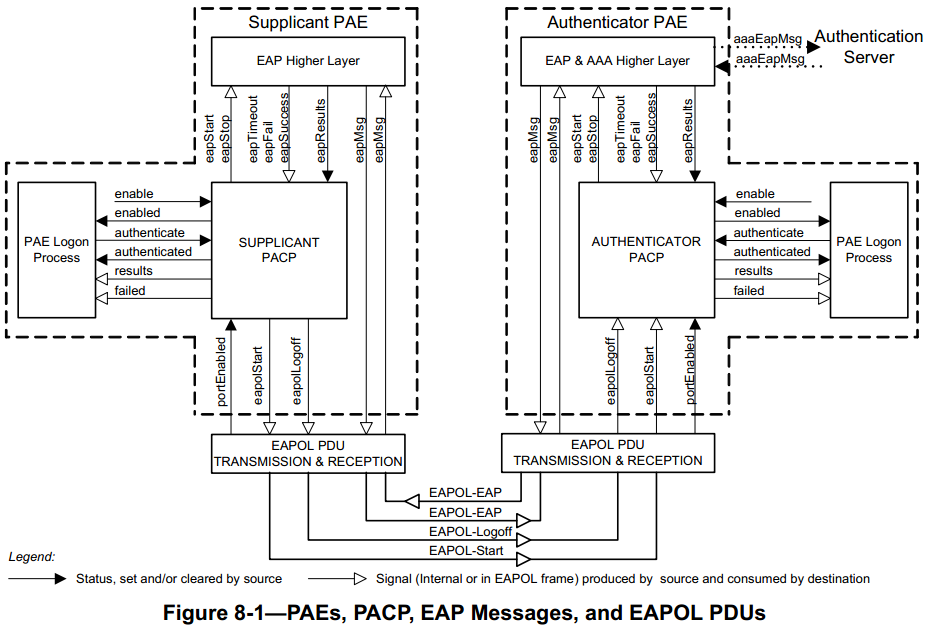 Supplicant PAE
Authenticator PAE
EAP Higher Layer
EAP & AAA Higher Layer
aaaEapMsg
aaaEapMsg
Authentication
Server
eapStart
eapStop
eapTimeout
eapFail
eapSuccess
eapResults
eapMsg
eapMsg
eapMsg
eapMsg
eapStart
eapStop
eapTimeout
eapFail
eapSuccess
eapResults
PAE Logon
Process
enable
enabled
authenticate
authenticated
results
failed
SUPPLICANT
PACP
AUTHENTICATOR
PACP
enable
enabled
authenticate
authenticated
results
failed
PAE Logon
Process
portEnabled
eapolStart
eapolLogoff
eapolLogoff
eapolStart
portEnabled
EAPOL PDU
TRANSMISSION & RECEPTION
EAPOL PDU
TRANSMISSION & RECEPTION
EAPOL-EAP
EAPOL-EAP
EAPOL-Logoff
EAPOL-Start
Legend:
Status, set and/or cleared by source
Signal (Internal or in EAPOL frame) produced by source and consumed by destination
Figure 8-1—PAEs, PACP, EAP Messages, and EAPOL PDUs